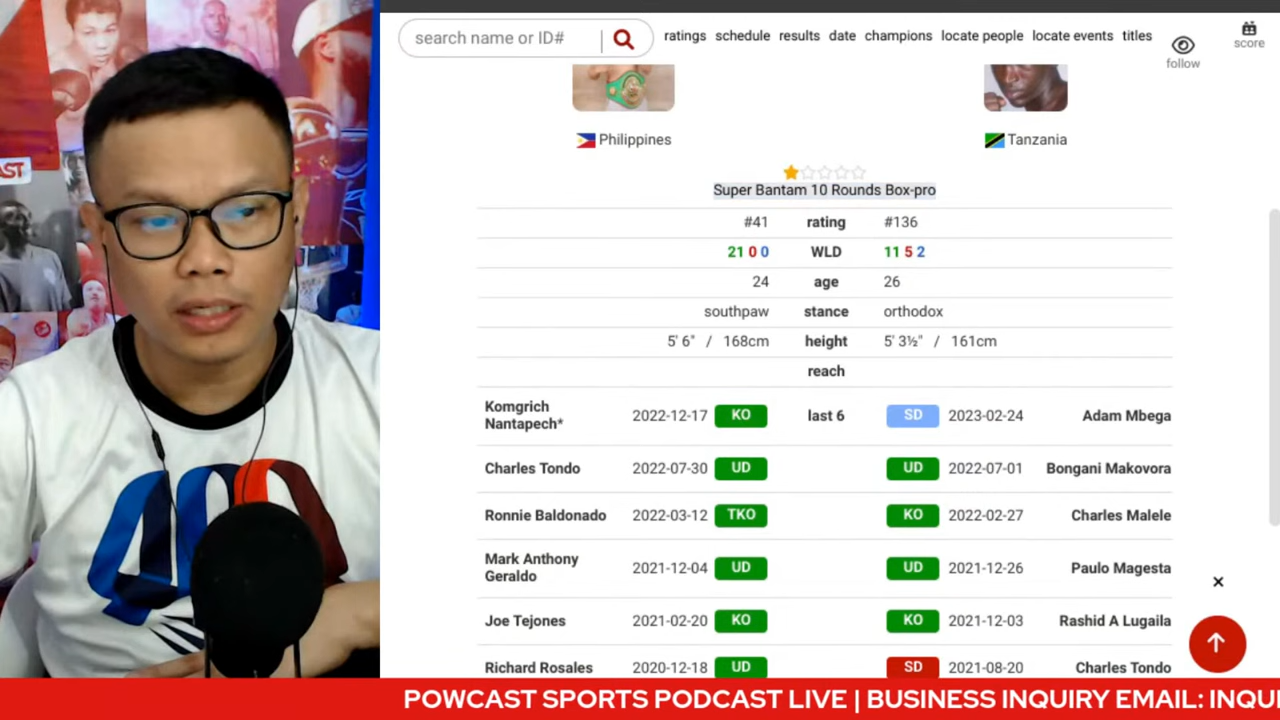 search name or ID#
ratings schedule results date champions locate people locate events titles
follow
score
AST
Philippines
Tanzania
Super Bantam 10 Rounds Box-pro
#41 rating #136
21 0 0 WLD 11 5 2
24 age 26
southpaw stance orthodox
5' 6" / 168cm height 5' 3½" / 161cm
reach
Komgrich
Nantapech* 2022-12-17 KO last 6 SD 2023-02-24 Adam Mbega
Charles Tondo 2022-07-30 UD UD 2022-07-01 Bongani Makovora
Ronnie Baldonado 2022-03-12 TKO KO 2022-02-27 Charles Malele
Mark Anthony
Geraldo 2021-12-04 UD UD 2021-12-26 Paulo Magesta
Joe Tejones 2021-02-20 KO KO 2021-12-03 Rashid A Lugaila
Richard Rosales 2020-12-18 UD SD 2021-08-20 Charles Tondo
POWCAST SPORTS PODCAST LIVE | BUSINESS INQUIRY EMAIL: INQU